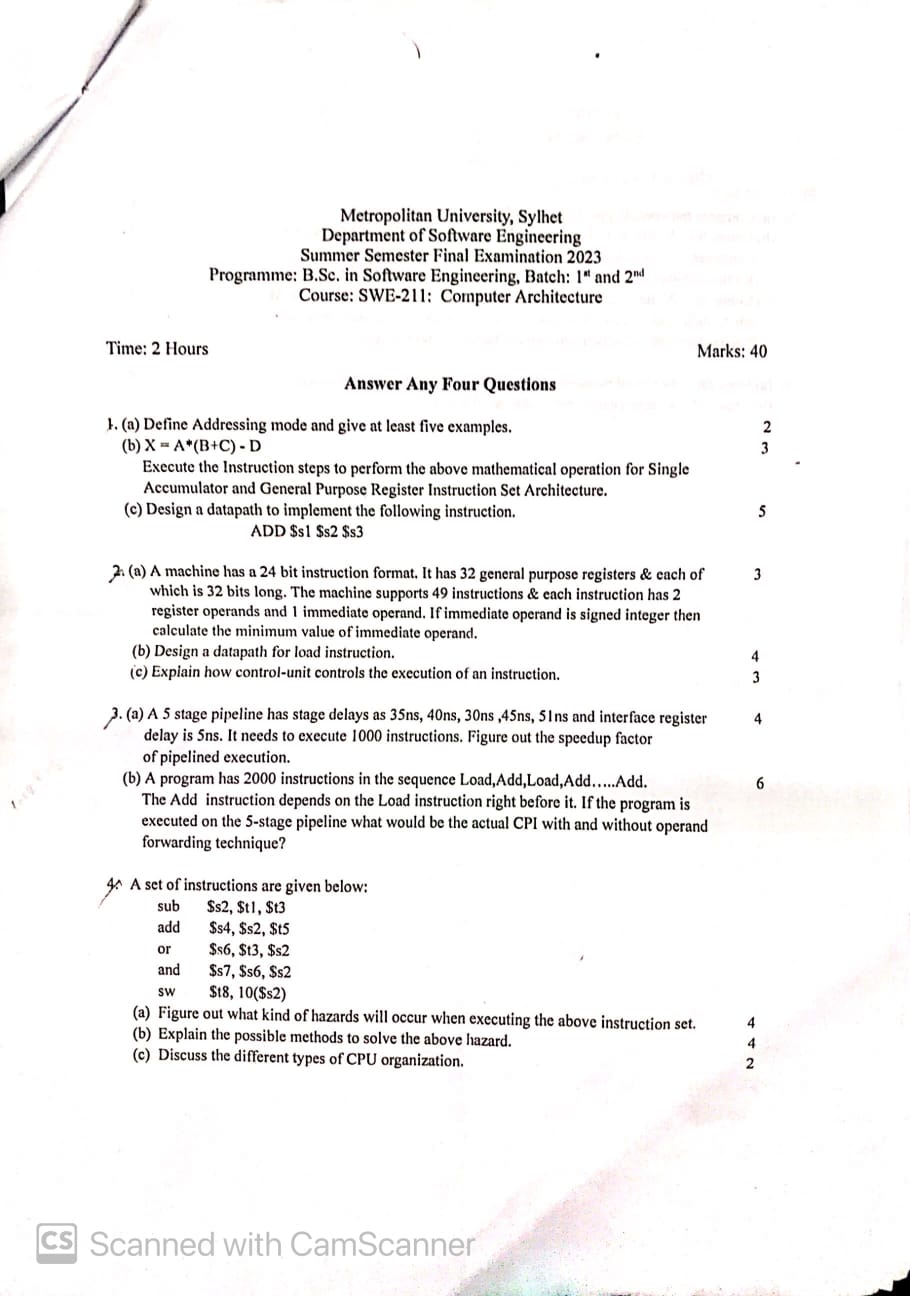 Metropolitan University, Sylhet
Department of Software Engineering
Summer Semester Final Examination 2023
Programme: B.Sc. in Software Engineering, Batch: 1st and 2nd
Course: SWE-211: Computer Architecture
Time: 2 Hours Marks: 40
Answer Any Four Questions
1. (a) Define Addressing mode and give at least five examples. 2
(b) X = A*(B+C) - D 3
Execute the Instruction steps to perform the above mathematical operation for Single
Accumulator and General Purpose Register Instruction Set Architecture.
(c) Design a datapath to implement the following instruction. 5
ADD $s1 $s2 $s3
2. (a) A machine has a 24 bit instruction format. It has 32 general purpose registers & each of 3
which is 32 bits long. The machine supports 49 instructions & each instruction has 2
register operands and 1 immediate operand. If immediate operand is signed integer then
calculate the minimum value of immediate operand.
(b) Design a datapath for load instruction. 4
(c) Explain how control-unit controls the execution of an instruction. 3
3. (a) A 5 stage pipeline has stage delays as 35ns, 40ns, 30ns ,45ns, 51ns and interface register 4
delay is 5ns. It needs to execute 1000 instructions. Figure out the speedup factor
of pipelined execution.
(b) A program has 2000 instructions in the sequence Load,Add,Load,Add.....Add. 6
The Add instruction depends on the Load instruction right before it. If the program is
executed on the 5-stage pipeline what would be the actual CPI with and without operand
forwarding technique?
4. A set of instructions are given below:
sub $s2, $t1, $t3
add $s4, $s2, $t5
or $s6, $t3, $s2
and $s7, $s6, $s2
sw $t8, 10($s2)
(a) Figure out what kind of hazards will occur when executing the above instruction set. 4
(b) Explain the possible methods to solve the above hazard. 4
(c) Discuss the different types of CPU organization. 2
CS Scanned with CamScanner